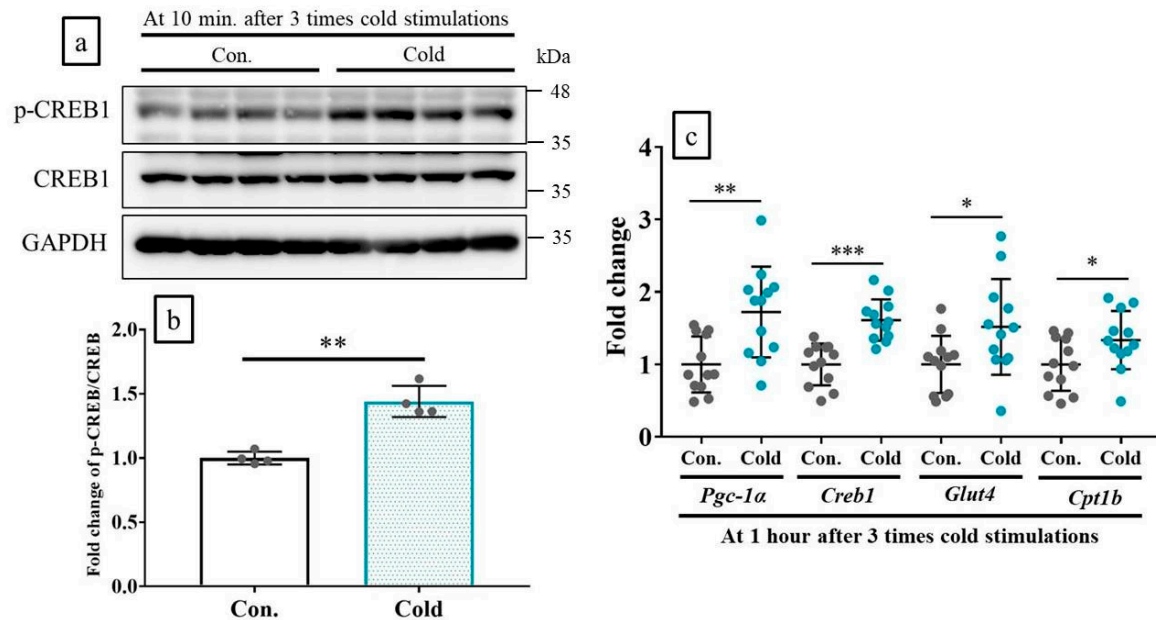 At 10 min. after 3 times cold stimulations
a
Con. Cold kDa
p-CREB1 48
35
CREB1 35
GAPDH 35
b
**
Fold change of p-CREB/CREB
2.0
1.5
1.0
0.5
0.0
Con. Cold
c
Fold change
4
3
2
1
0
** *** * *
Con. Cold Con. Cold Con. Cold Con. Cold
Pgc-1α Creb1 Glut4 Cpt1b
At 1 hour after 3 times cold stimulations